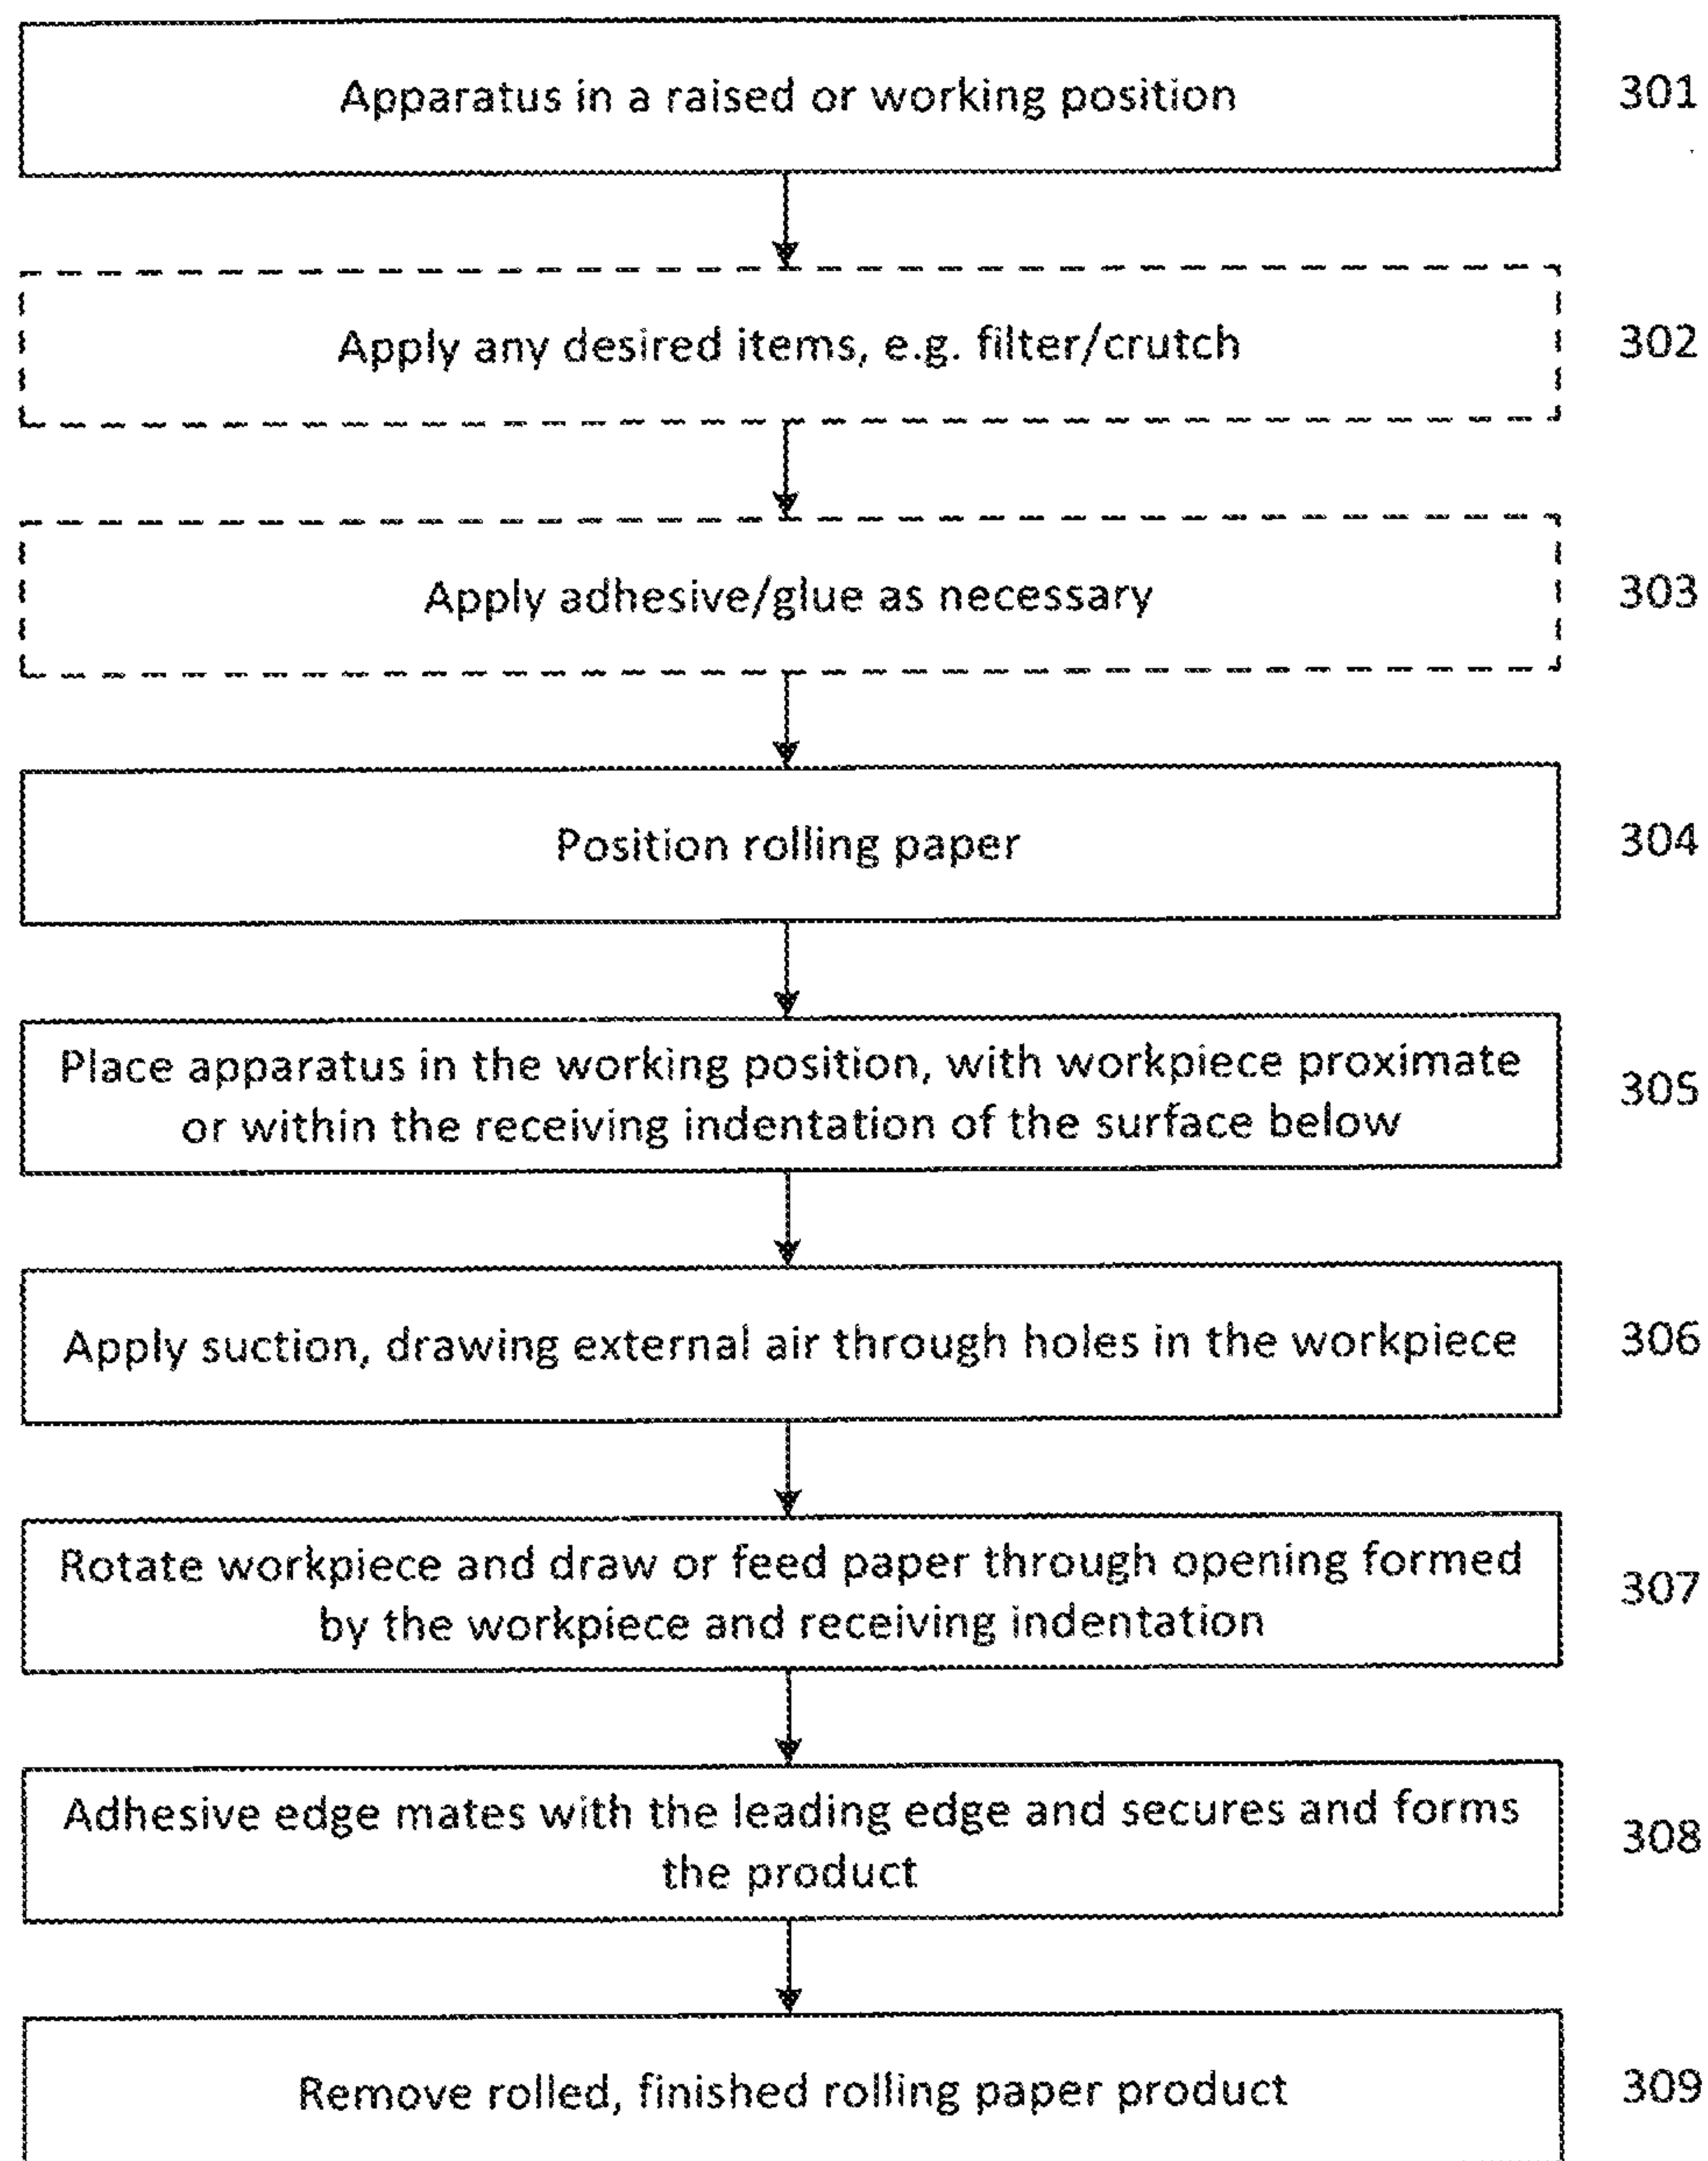 Apparatus in a raised or working position
301
Apply any desired items, e.g. filter/crutch
302
Apply adhesive/glue as necessary
303
Position rolling paper
304
Place apparatus in the working position, with workpiece proximate
or within the receiving indentation of the surface below
305
Apply suction, drawing external air through holes in the workpiece
306
Rotate workpiece and draw or feed paper through opening formed
by the workpiece and receiving indentation
307
Adhesive edge mates with the leading edge and secures and forms
the product
308
Remove rolled, finished rolling paper product
309